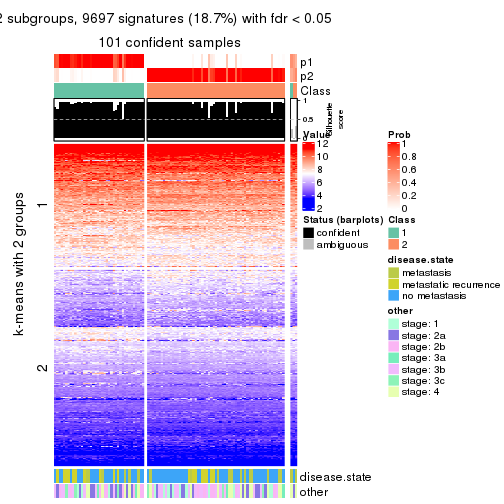 2 subgroups, 9697 signatures (18.7%) with fdr < 0.05
101 confident samples
p1
p2
Class
1
0.5
0
Silhouette
score
k-means with 2 groups
1
2
Value
12
10
8
6
4
2
Prob
1
0.8
0.6
0.4
0.2
0
Status (barplots)
confident
ambiguous
Class
1
2
disease.state
metastasis
metastatic recurrence
no metastasis
other
stage: 1
stage: 2a
stage: 2b
stage: 3a
stage: 3b
stage: 3c
stage: 4
disease.state
other